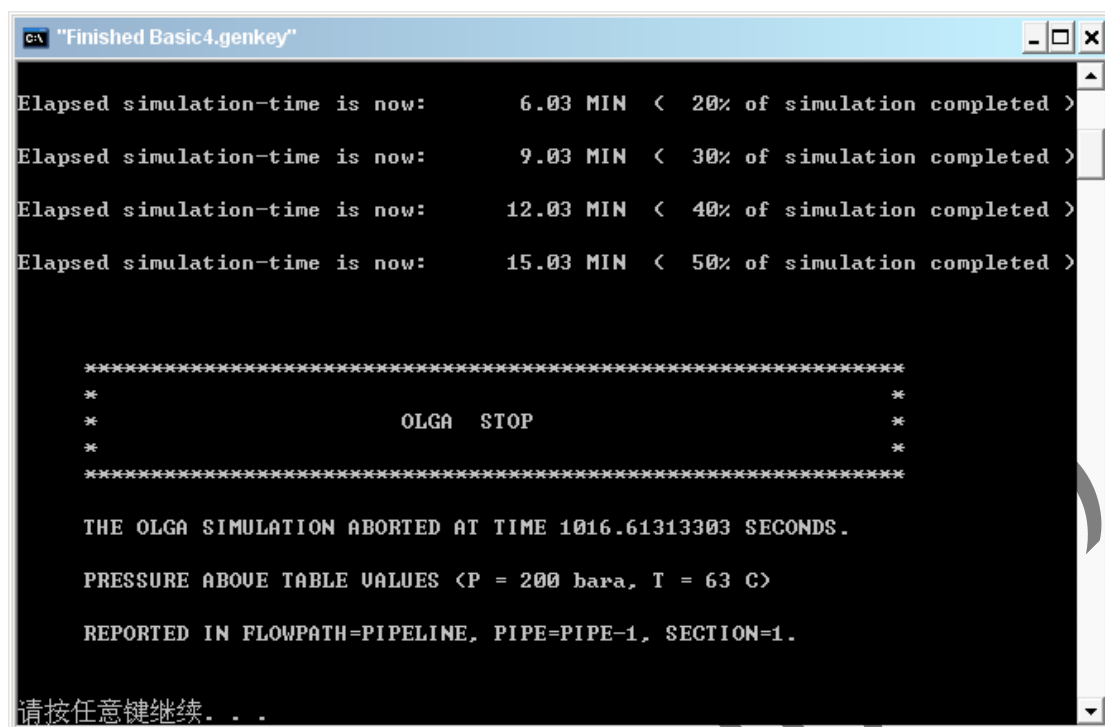 "Finished Basic4.genkey"
Elapsed simulation-time is now: 6.03 MIN ( 20% of simulation completed )
Elapsed simulation-time is now: 9.03 MIN ( 30% of simulation completed )
Elapsed simulation-time is now: 12.03 MIN ( 40% of simulation completed )
Elapsed simulation-time is now: 15.03 MIN ( 50% of simulation completed )
*************************************************************
* *
* OLGA STOP *
* *
*************************************************************
THE OLGA SIMULATION ABORTED AT TIME 1016.61313303 SECONDS.
PRESSURE ABOVE TABLE VALUES (P = 200 bara, T = 63 C)
REPORTED IN FLOWPATH=PIPELINE, PIPE=PIPE-1, SECTION=1.
请按任意键继续. . .